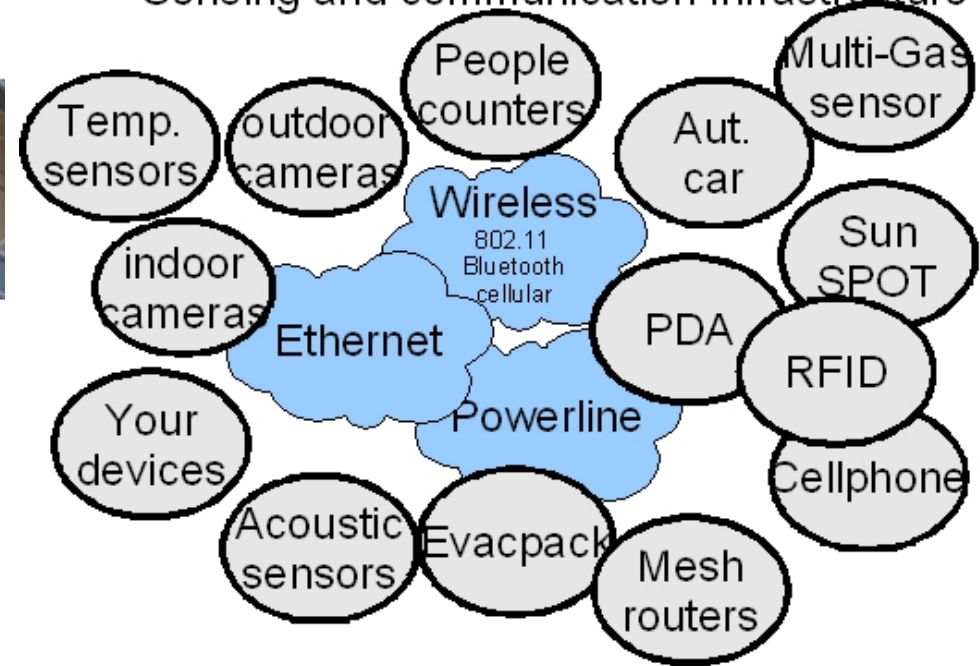 Sensing and communication infrastructure
People
counters
Multi-Gas
sensor
Temp.
sensors
outdoor
cameras
Aut.
car
Wireless
802.11
Bluetooth
cellular
Sun
SPOT
indoor
cameras
Ethernet
PDA
RFID
Powerline
Your
devices
Cellphone
Acoustic
sensors
Evacpack
Mesh
routers